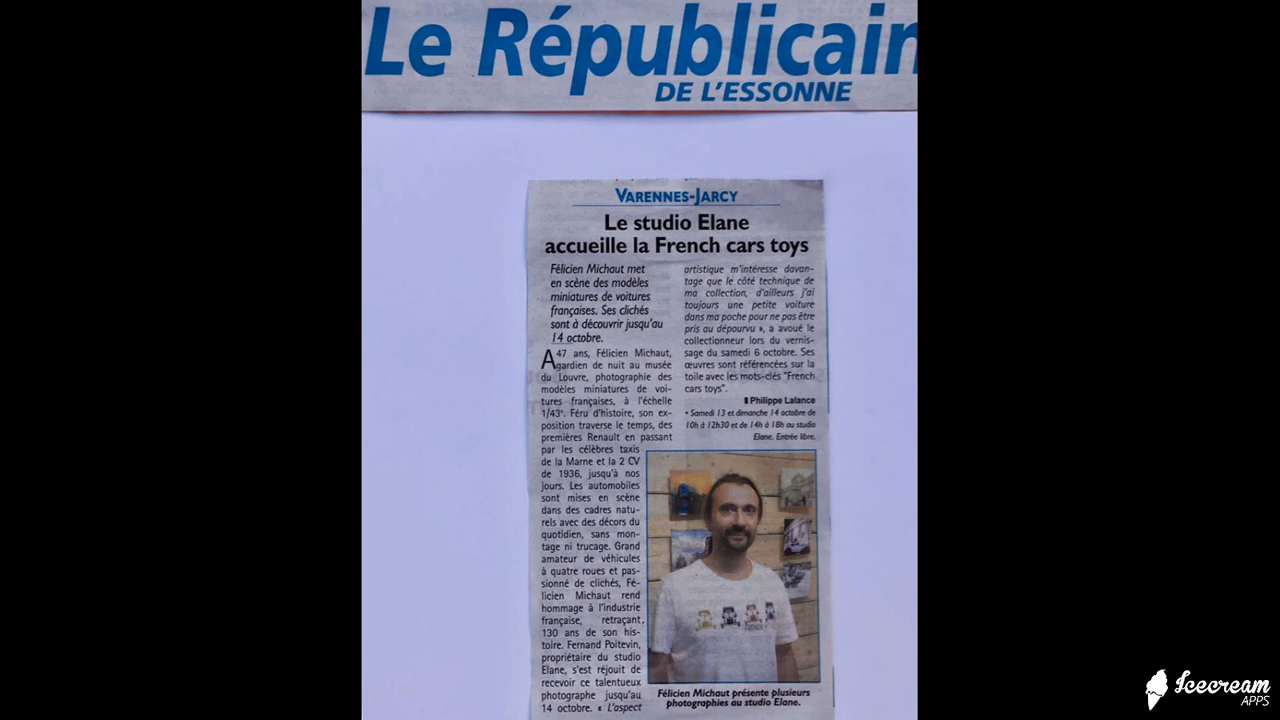 Le Républicain
DE L'ESSONNE
VARENNES-JARCY
Le studio Elane
accueille la French cars toys
Félicien Michaut met
en scène des modèles
miniatures de voitures
françaises. Ses clichés
sont à découvrir jusqu'au
14 octobre.
A 47 ans, Félicien Michaut,
gardien de nuit au musée
du Louvre, photographie des
modèles miniatures de voi-
tures françaises, à l'échelle
1/43e. Féru d'histoire, son ex-
position traverse le temps, des
premières Renault en passant
par les célèbres taxis
de la Marne et la 2 CV
de 1936, jusqu'à nos
jours. Les automobiles
sont mises en scène
dans des cadres natu-
rels avec des décors du
quotidien, sans mon-
tage ni trucage. Grand
amateur de véhicules
à quatre roues et pas-
sionné de clichés, Fé-
licien Michaut rend
hommage à l'industrie
française, retraçant
130 ans de son his-
toire. Fernand Poitevin,
propriétaire du studio
Elane, s'est réjouit de
recevoir ce talentueux
photographe jusqu'au
14 octobre. « L'aspect
artistique m'intéresse davan-
tage que le côté technique de
ma collection, d'ailleurs j'ai
toujours une petite voiture
dans ma poche pour ne pas être
pris au dépourvu », a avoué le
collectionneur lors du vernis-
sage du samedi 6 octobre. Ses
œuvres sont référencées sur la
toile avec les mots-clés "French
cars toys".
Philippe Lalance
• Samedi 13 et dimanche 14 octobre de
10h à 12h30 et de 14h à 18h au studio
Elane. Entrée libre.
Félicien Michaut présente plusieurs
photographies au studio Elane.
Icecream
APPS